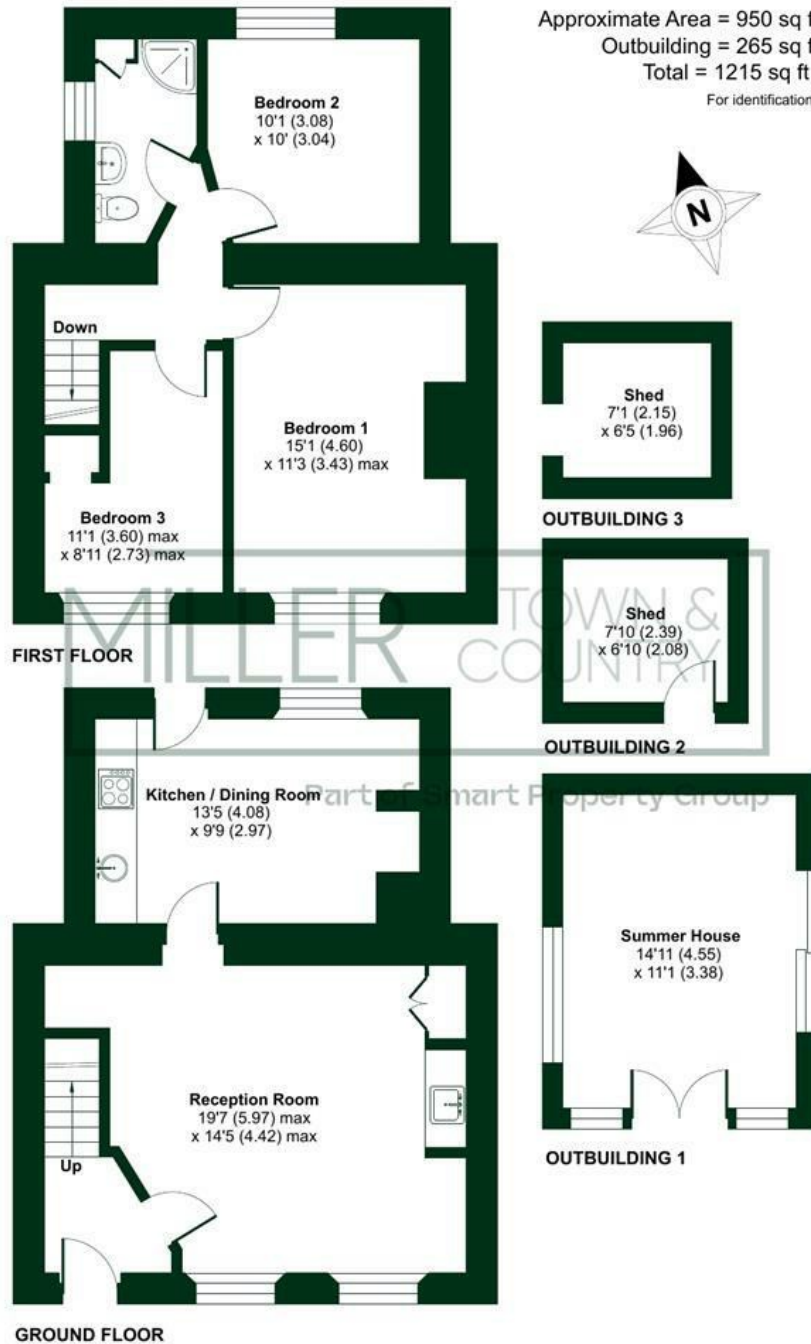 Approximate Area = 950 sq f
Outbuilding = 265 sq f
Total = 1215 sq ft
For identification
N
Bedroom 2
10'1 (3.08)
x 10' (3.04)
Down
Bedroom 1
15'1 (4.60)
x 11'3 (3.43) max
Bedroom 3
11'1 (3.60) max
x 8'11 (2.73) max
FIRST FLOOR
Shed
7'1 (2.15)
x 6'5 (1.96)
OUTBUILDING 3
Shed
7'10 (2.39)
x 6'10 (2.08)
OUTBUILDING 2
MILLER TOWN &
COUNTRY
Part of Smart Property Group
Kitchen / Dining Room
13'5 (4.08)
x 9'9 (2.97)
Summer House
14'11 (4.55)
x 11'1 (3.38)
OUTBUILDING 1
Reception Room
19'7 (5.97) max
x 14'5 (4.42) max
Up
GROUND FLOOR